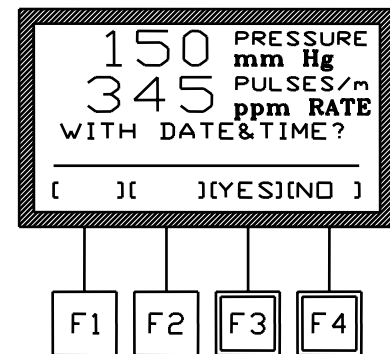 150 PRESSURE
mm Hg
345 PULSES/m
ppm RATE
WITH DATE&TIME?
[ ][ ][YES][NO ]
F1 F2 F3 F4